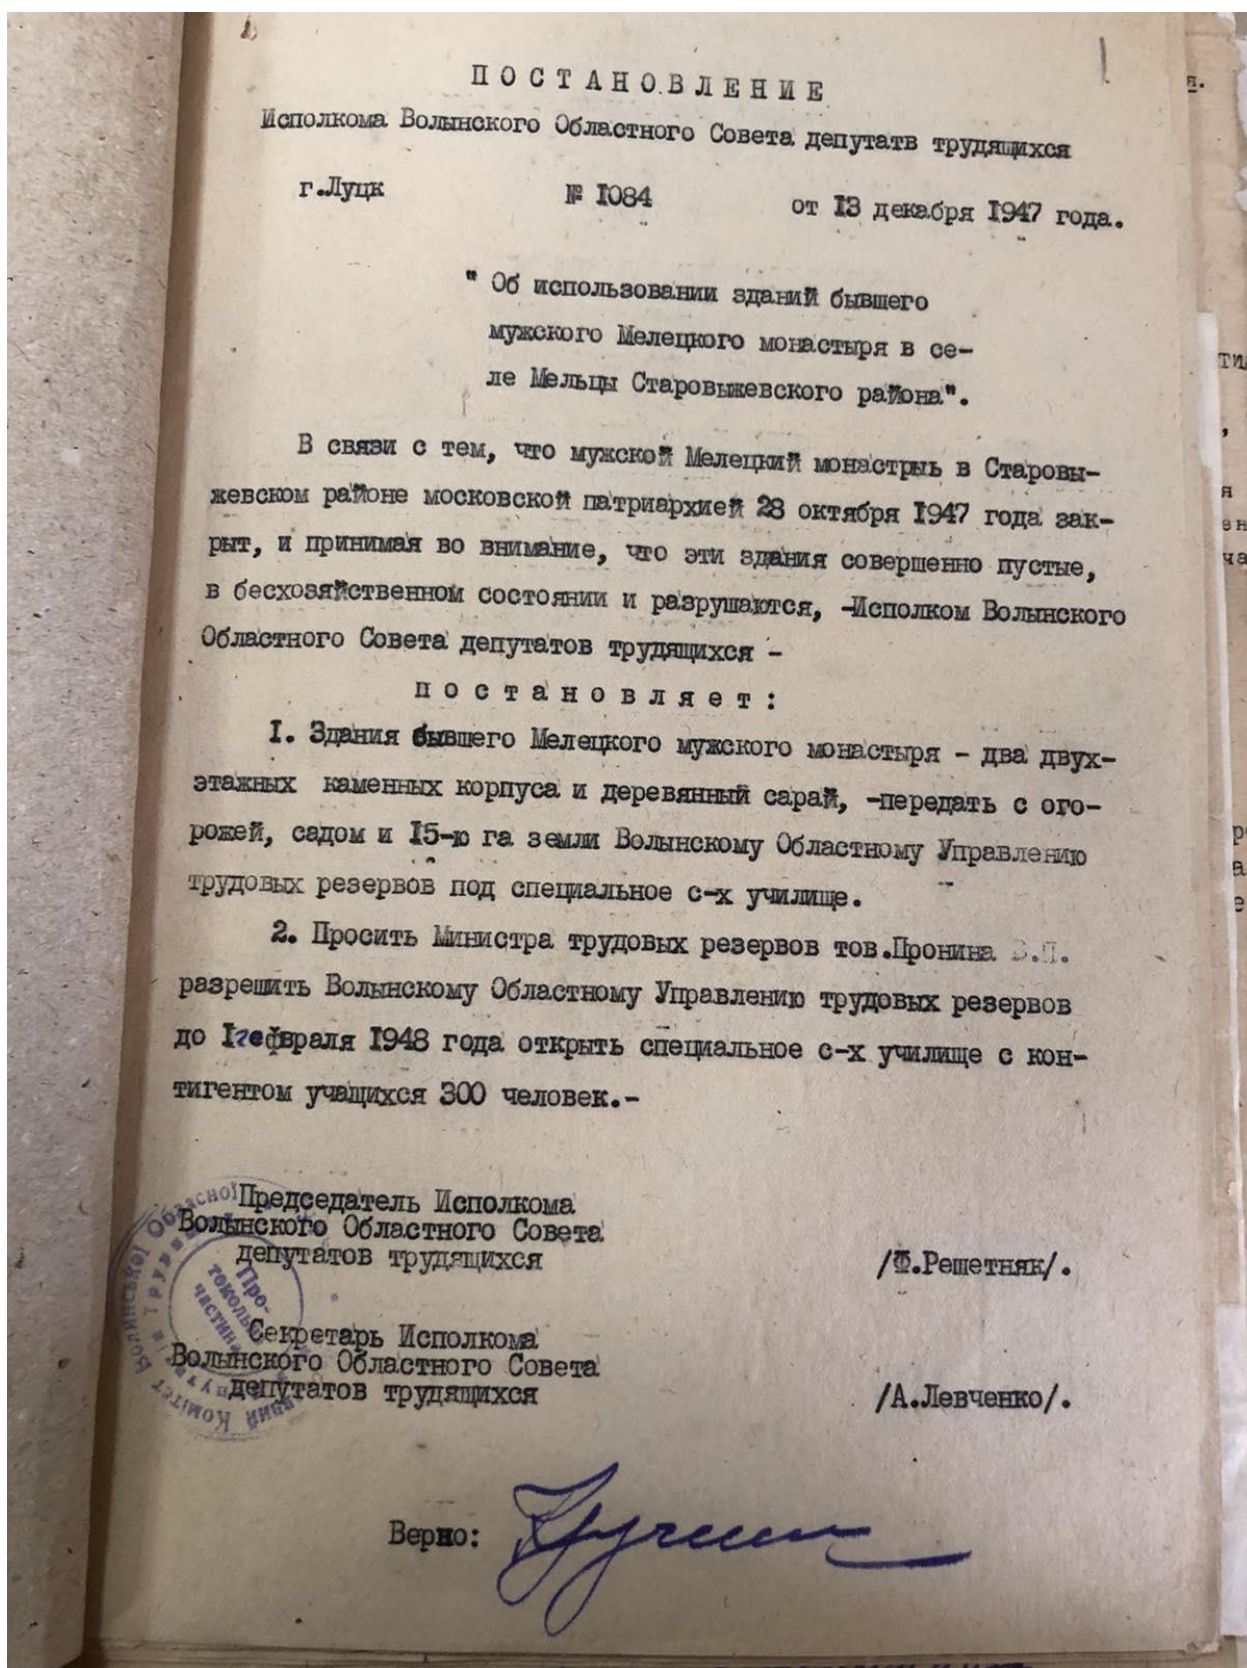 ПОСТАНОВЛЕНИЕ
Исполкома Волынского Областного Совета депутатв трудящихся
г.Луцк № 1084 от 13 декабря 1947 года.
" Об использовании зданий бывшего
мужского Мелецкого монастыря в се-
ле Мельцы Старовыжевского района".
В связи с тем, что мужской Мелецкий монастрыь в Старовы-
жевском районе московской патриархией 28 октября 1947 года зак-
рыт, и принимая во внимание, что эти здания совершенно пустые,
в бесхозяйственном состоянии и разрушаются, -Исполком Волынского
Областного Совета депутатов трудящихся -
постановляет:
1. Здания бывшего Мелецкого мужского монастыря - два двух-
этажных каменных корпуса и деревянный сарай, -передать с ого-
рожей, садом и 15-ю га земли Волынскому Областному Управлению
трудовых резервов под специальное с-х училище.
2. Просить Министра трудовых резервов тов.Пронина В.П.
разрешить Волынскому Областному Управлению трудовых резервов
до 1го февраля 1948 года открыть специальное с-х училище с кон-
тигентом учащихся 300 человек.-
Председатель Исполкома
Волынского Областного Совета
депутатов трудящихся /Ф.Решетняк/.
Про-
токольна
частина
Секретарь Исполкома
Волынского Областного Совета
депутатов трудящихся /А.Левченко/.
Верно: